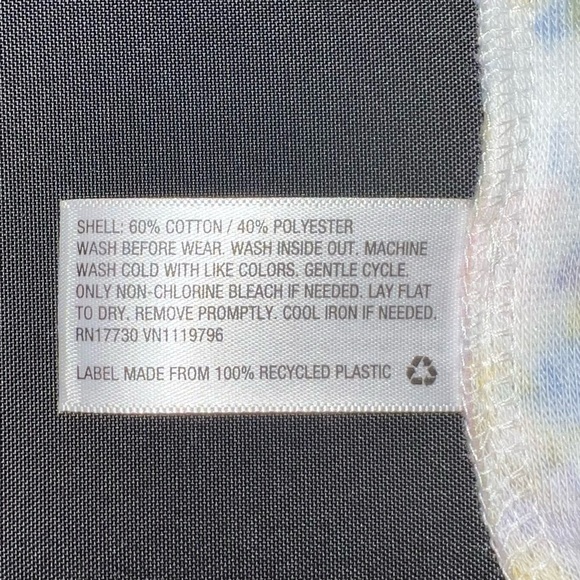 SHELL: 60% COTTON / 40% POLYESTER
WASH BEFORE WEAR. WASH INSIDE OUT. MACHINE
WASH COLD WITH LIKE COLORS. GENTLE CYCLE.
ONLY NON-CHLORINE BLEACH IF NEEDED. LAY FLAT
TO DRY. REMOVE PROMPTLY. COOL IRON IF NEEDED.
RN17730 VN1119796
LABEL MADE FROM 100% RECYCLED PLASTIC